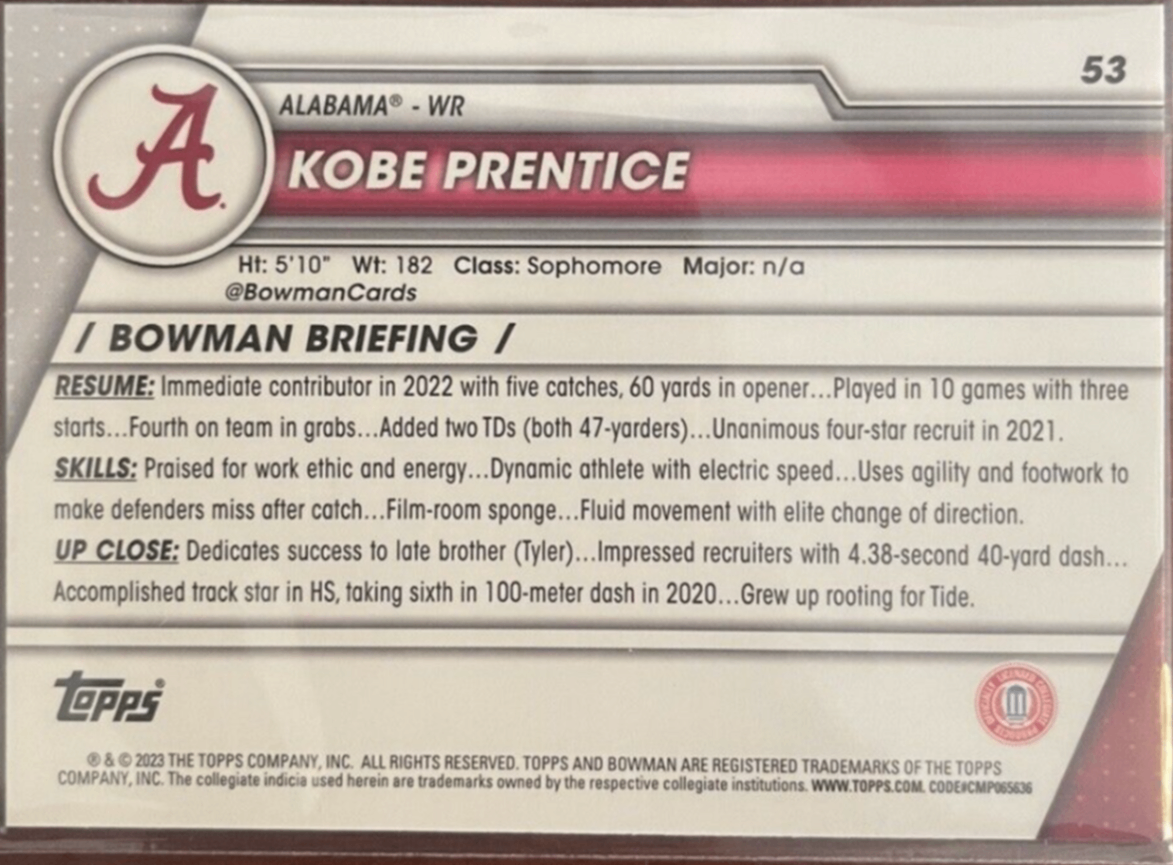 53
ALABAMA® - WR
KOBE PRENTICE
Ht: 5'10" Wt: 182 Class: Sophomore Major: n/a
@BowmanCards
/ BOWMAN BRIEFING /
RESUME: Immediate contributor in 2022 with five catches, 60 yards in opener...Played in 10 games with three
starts...Fourth on team in grabs...Added two TDs (both 47-yarders)...Unanimous four-star recruit in 2021.
SKILLS: Praised for work ethic and energy...Dynamic athlete with electric speed...Uses agility and footwork to
make defenders miss after catch...Film-room sponge...Fluid movement with elite change of direction.
UP CLOSE: Dedicates success to late brother (Tyler)...Impressed recruiters with 4.38-second 40-yard dash...
Accomplished track star in HS, taking sixth in 100-meter dash in 2020...Grew up rooting for Tide.
Topps®
OFFICIALLY LICENSED COLLEGIATE PRODUCTS
® & © 2023 THE TOPPS COMPANY, INC. ALL RIGHTS RESERVED. TOPPS AND BOWMAN ARE REGISTERED TRADEMARKS OF THE TOPPS
COMPANY, INC. The collegiate indicia used herein are trademarks owned by the respective collegiate institutions. WWW.TOPPS.COM. CODE#CMP065636